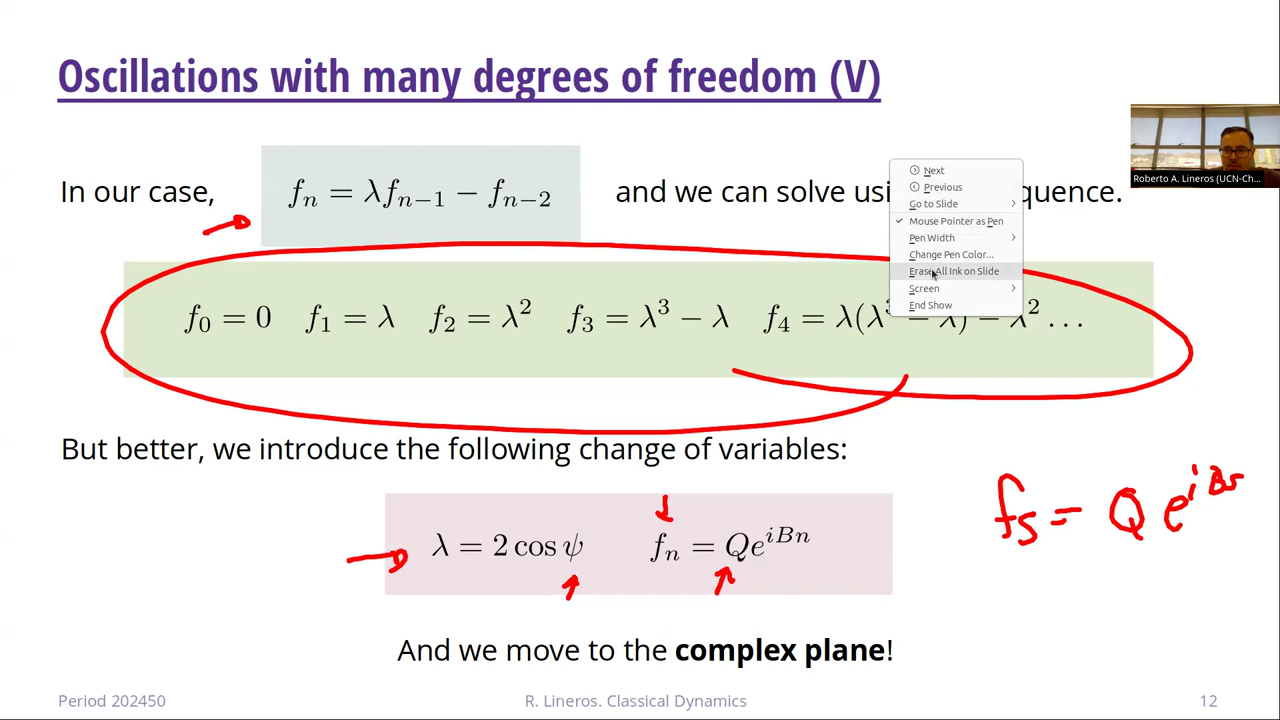 Oscillations with many degrees of freedom (V)
In our case, fₙ = λfₙ₋₁ − fₙ₋₂ and we can solve usi quence.
Next
Previous
Go to Slide
Mouse Pointer as Pen
Pen Width
Change Pen Color...
Erase All Ink on Slide
Screen
End Show
Roberto A. Lineros (UCN-Ch...
f₀ = 0 f₁ = λ f₂ = λ² f₃ = λ³ − λ f₄ = λ(λ³ − λ) − λ² ...
But better, we introduce the following change of variables:
λ = 2 cos ψ fₙ = Qe^{iBn}
f₅ = Q e^{iB5}
And we move to the complex plane!
Period 202450 R. Lineros. Classical Dynamics 12